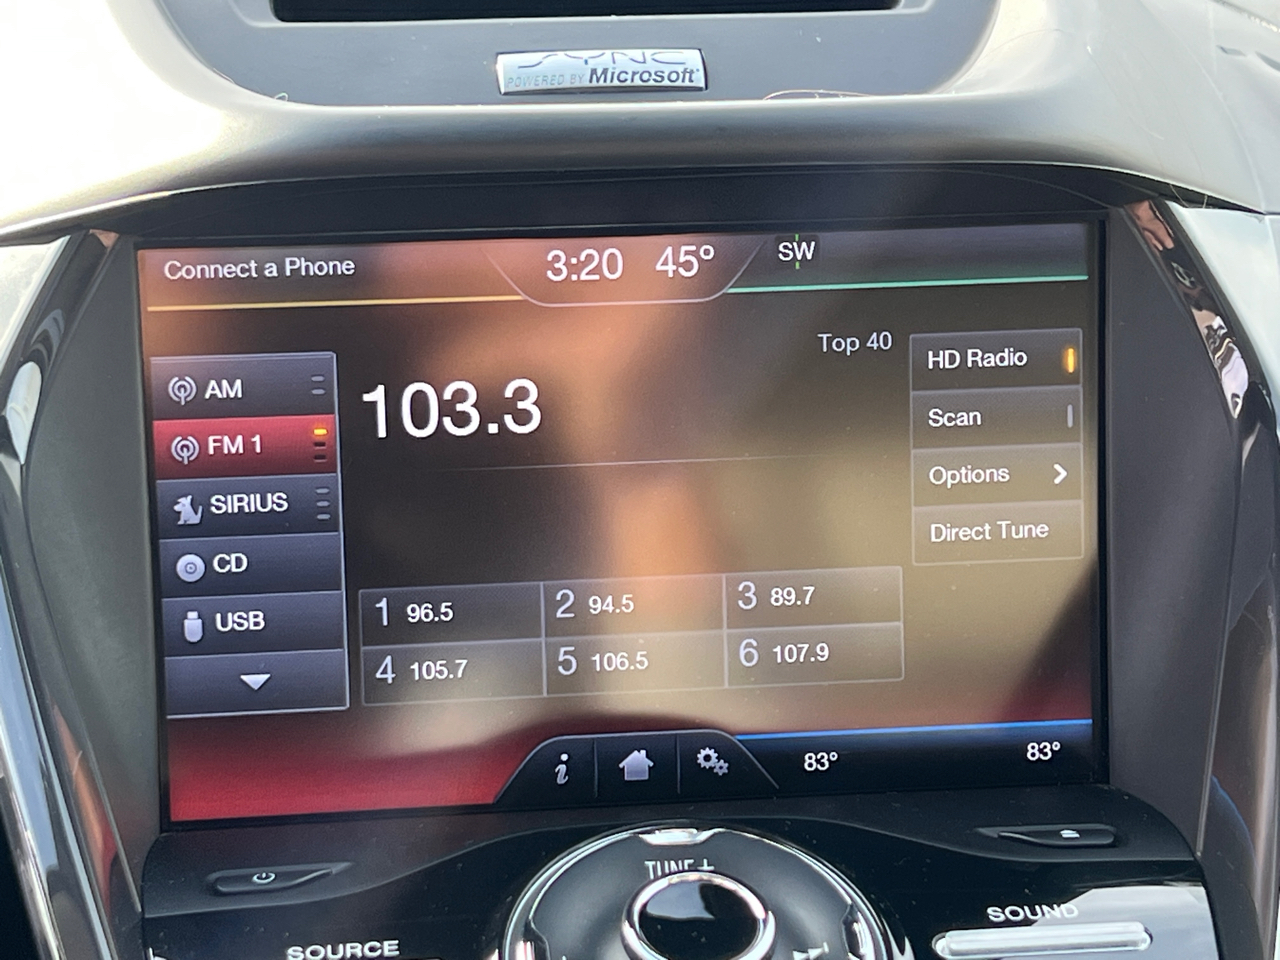 SYNC
POWERED BY Microsoft
Connect a Phone
3:20 45°
SW
Top 40
AM
FM 1
SIRIUS
CD
USB
103.3
HD Radio
Scan
Options
Direct Tune
1 96.5
2 94.5
3 89.7
4 105.7
5 106.5
6 107.9
i
83°
83°
TUNE +
SOURCE
SOUND